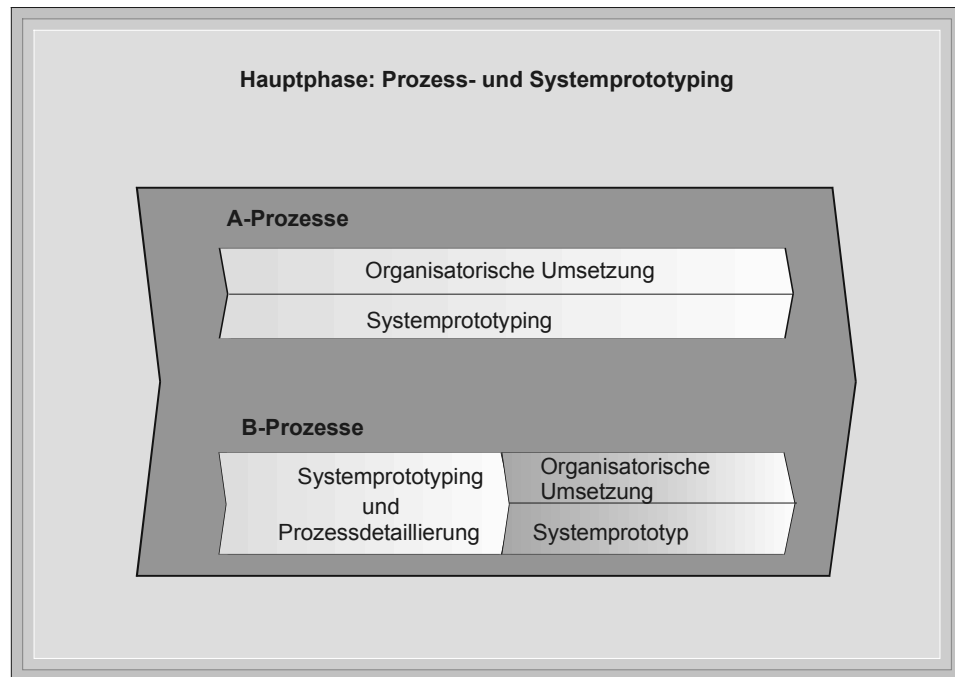 Hauptphase: Prozess- und Systemprototyping
A-Prozesse
Organisatorische Umsetzung
Systemprototyping
B-Prozesse
Systemprototyping
und
Prozessdetaillierung
Organisatorische
Umsetzung
Systemprototyp